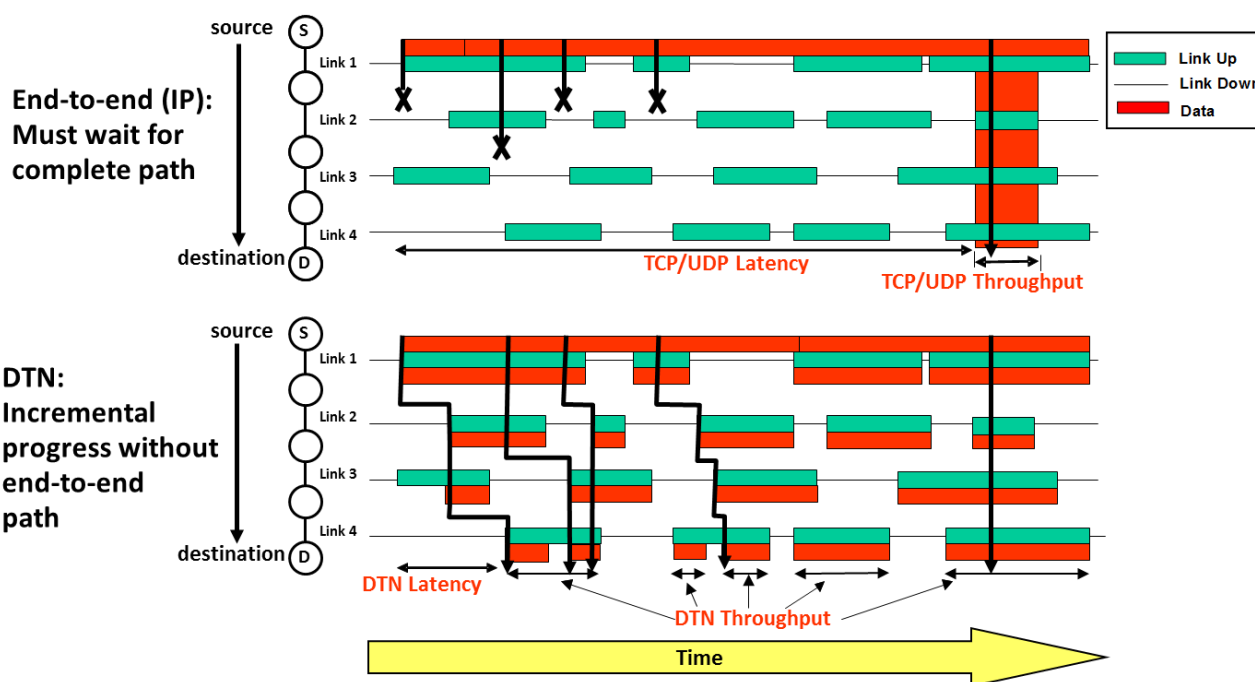 source
S
Link 1
End-to-end (IP):
Must wait for
complete path
Link 2
Link 3
Link 4
destination
D
TCP/UDP Latency
TCP/UDP Throughput
Link Up
Link Down
Data
source
S
Link 1
DTN:
Incremental
progress without
end-to-end
path
Link 2
Link 3
Link 4
destination
D
DTN Latency
DTN Throughput
Time